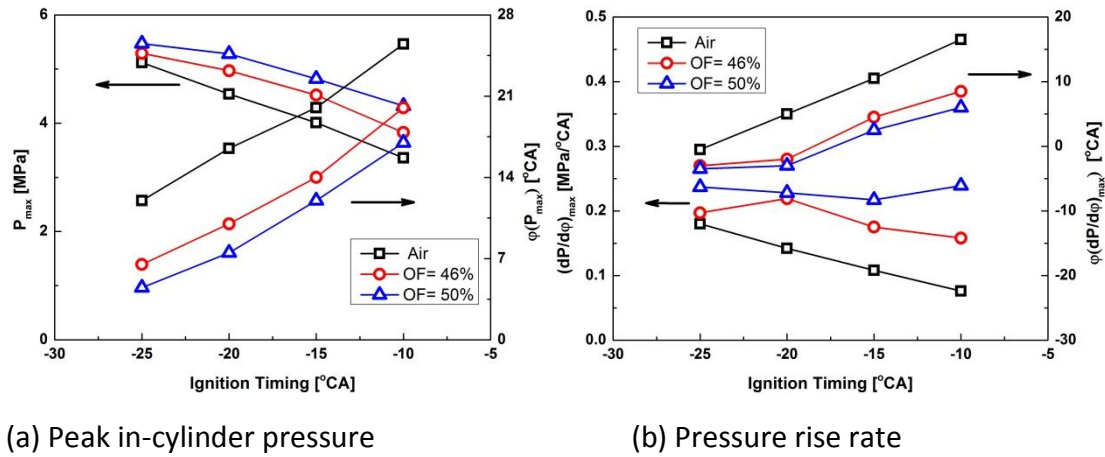 6
4
2
0
P_max [MPa]
28
21
14
7
0
φ(P_max) [°CA]
Air
OF= 46%
OF= 50%
-30
-25
-20
-15
-10
-5
Ignition Timing [°CA]
(a) Peak in-cylinder pressure
0.5
0.4
0.3
0.2
0.1
0.0
(dP/dφ)_max [MPa/°CA]
Air
OF= 46%
OF= 50%
20
10
0
-10
-20
-30
φ(dP/dφ)_max) [°CA]
-30
-25
-20
-15
-10
-5
Ignition Timing [°CA]
(b) Pressure rise rate